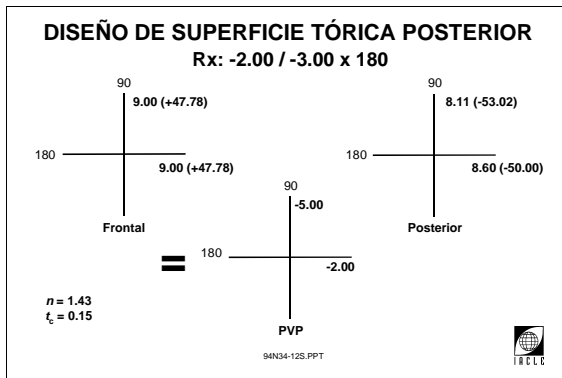 DISEÑO DE SUPERFICIE TÓRICA POSTERIOR
Rx: -2.00 / -3.00 x 180
90
9.00 (+47.78)
180
9.00 (+47.78)
Frontal
90
8.11 (-53.02)
180
8.60 (-50.00)
Posterior
=
90
-5.00
180
-2.00
PVP
n = 1.43
tc = 0.15
94N34-12S.PPT
IACLE